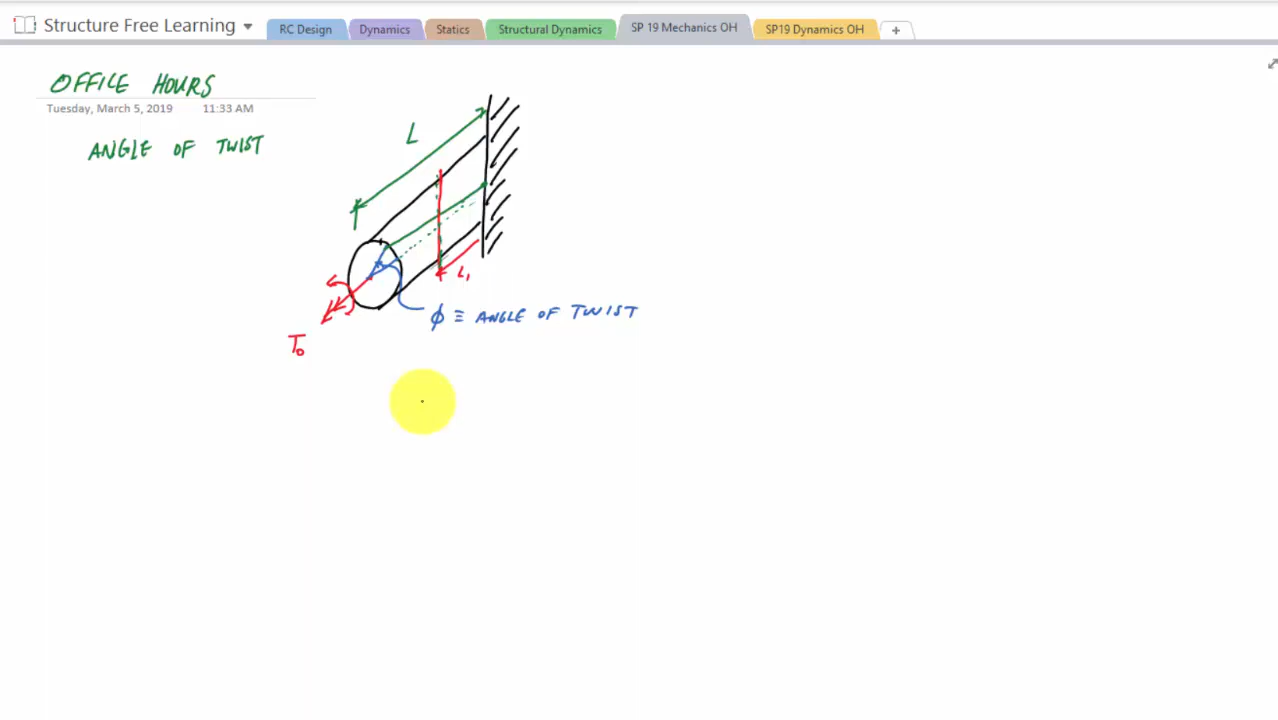 Structure Free Learning
RC Design
Dynamics
Statics
Structural Dynamics
SP 19 Mechanics OH
SP19 Dynamics OH
+
OFFICE HOURS
Tuesday, March 5, 2019 11:33 AM
ANGLE OF TWIST
L
L₁
ϕ ≡ ANGLE OF TWIST
T₀